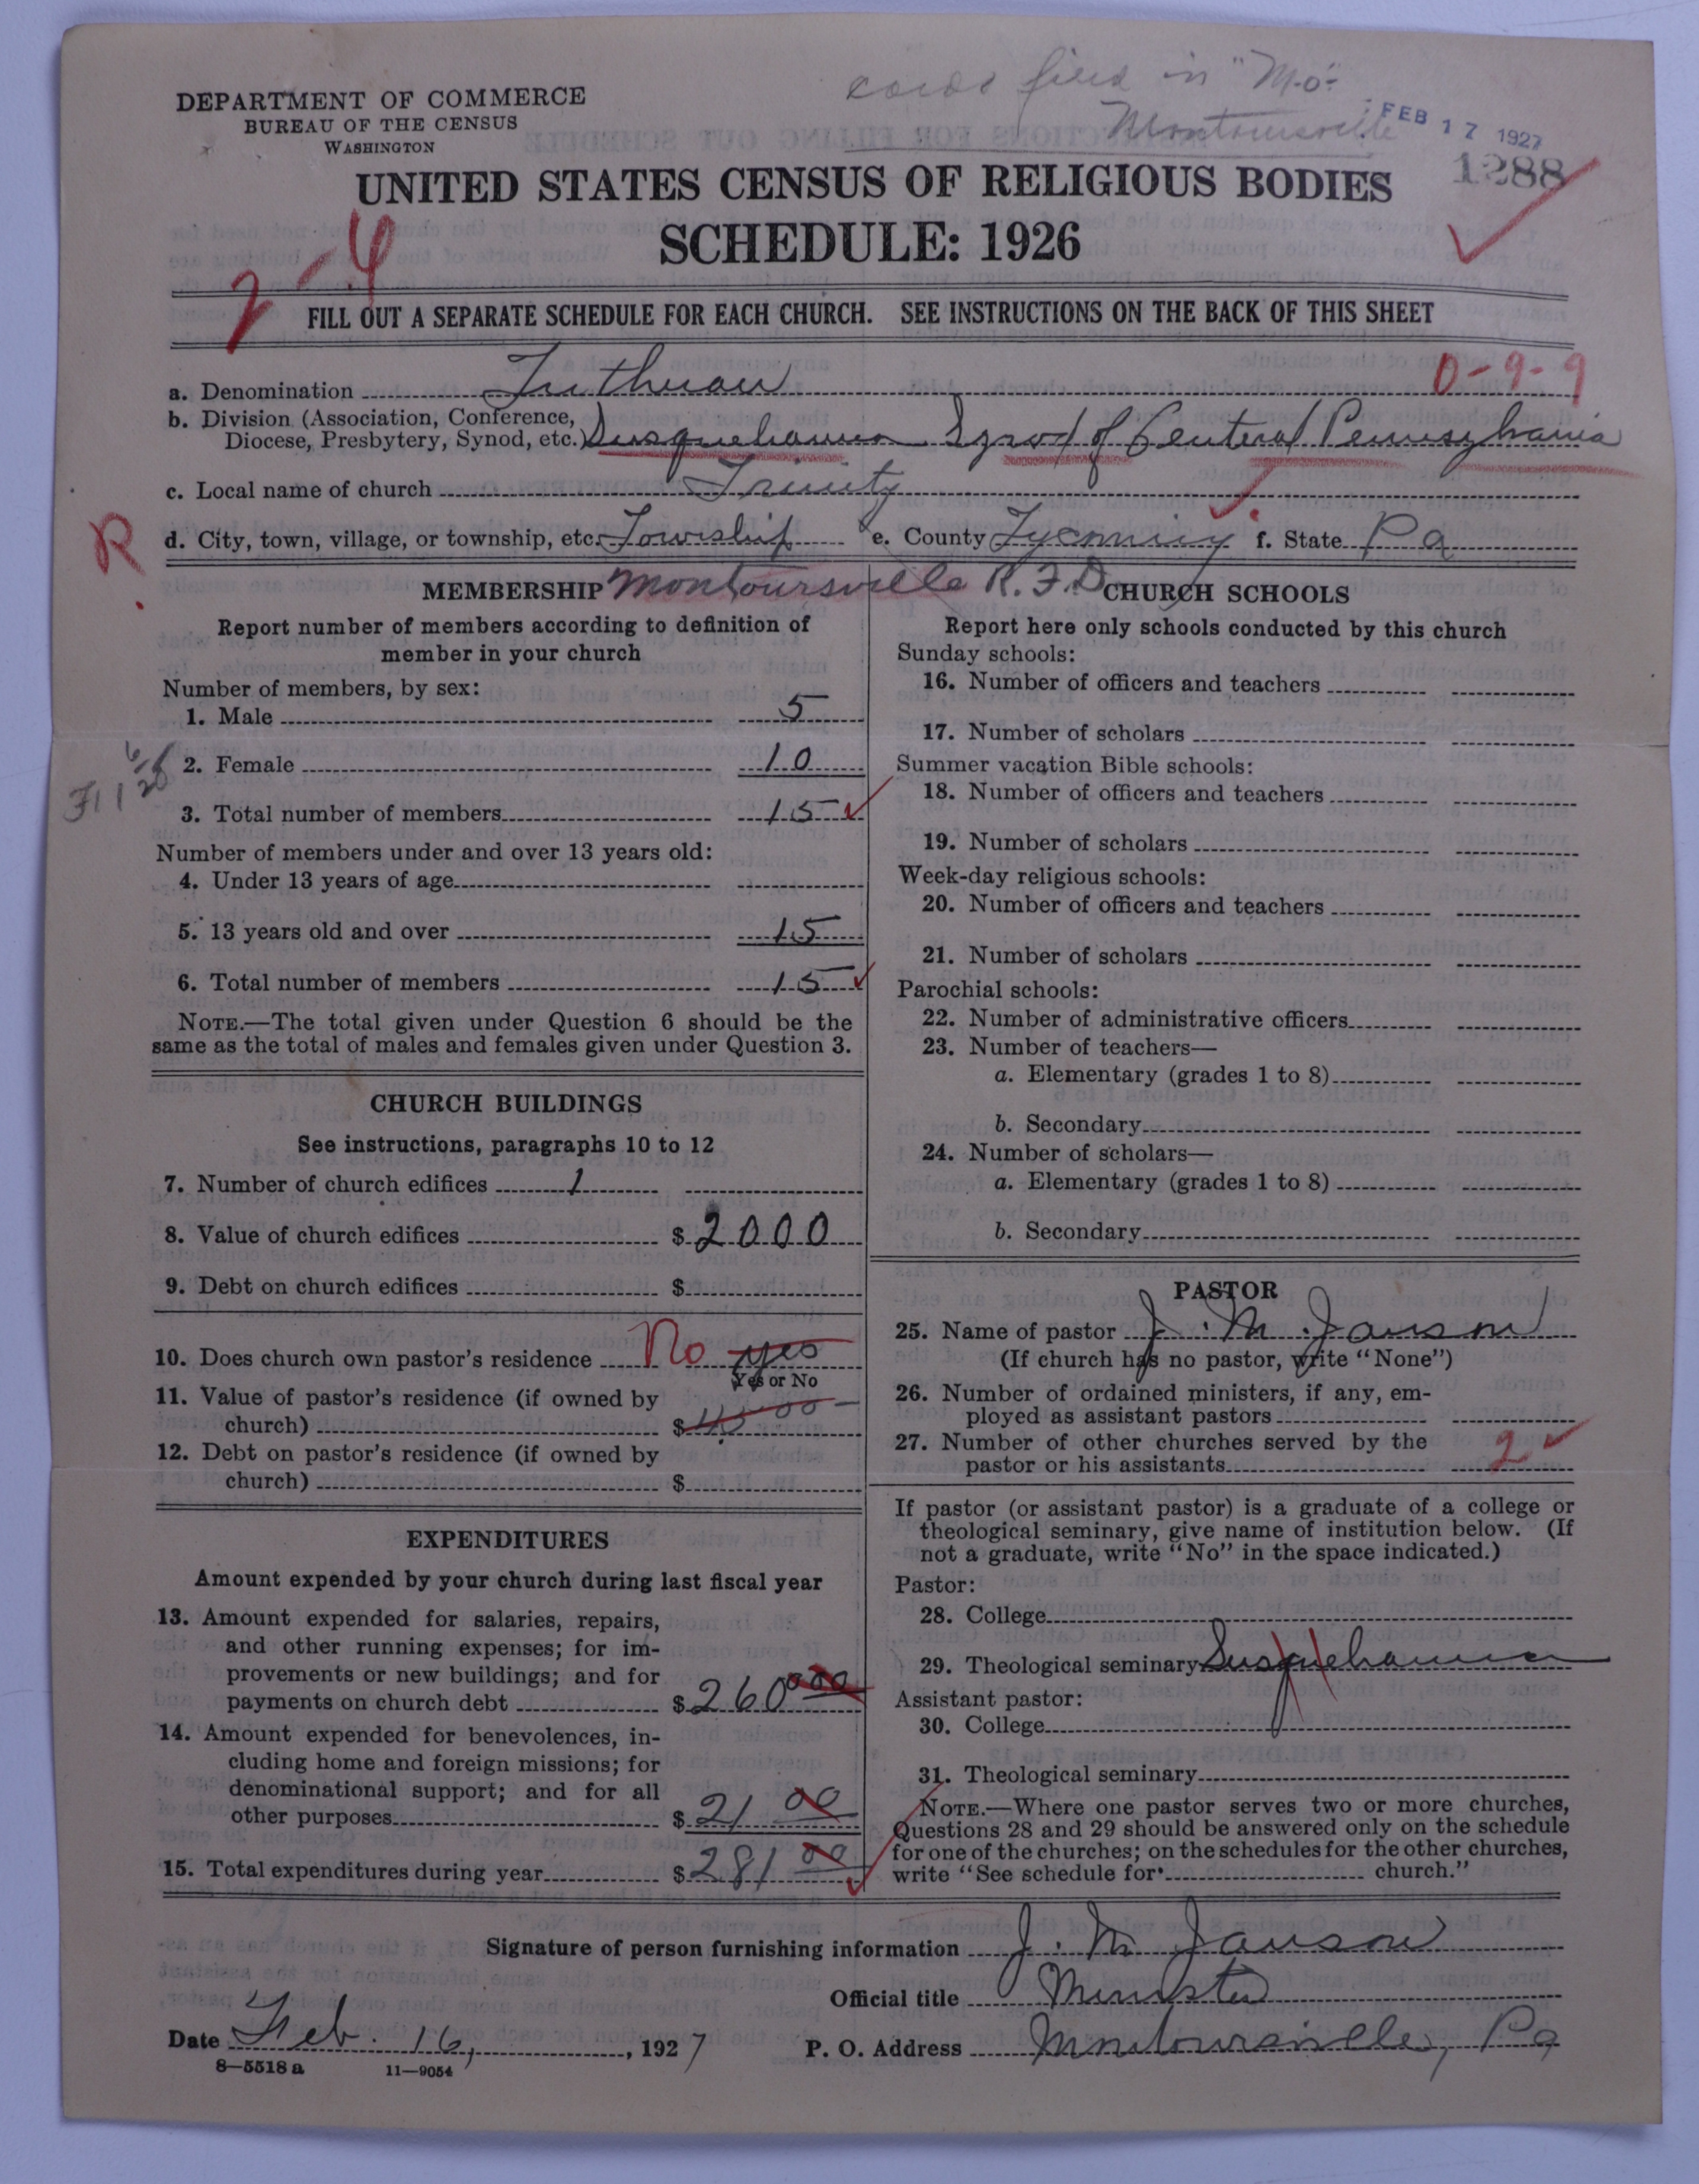 cards filed in "Mo"
Montoursville
FEB 17 1927
1288
DEPARTMENT OF COMMERCE
BUREAU OF THE CENSUS
WASHINGTON
UNITED STATES CENSUS OF RELIGIOUS BODIES
SCHEDULE: 1926
2-4
FILL OUT A SEPARATE SCHEDULE FOR EACH CHURCH. SEE INSTRUCTIONS ON THE BACK OF THIS SHEET
0-9-9
a. Denomination Lutheran
b. Division (Association, Conference,
Diocese, Presbytery, Synod, etc.) Susquehanna Synod of Central Pennsylvania
c. Local name of church Trinity
R
d. City, town, village, or township, etc. Township e. County Lycoming f. State Pa
Montoursville R.F.D
MEMBERSHIP
Report number of members according to definition of
member in your church
Number of members, by sex:
1. Male 5
2. Female 10
3. Total number of members 15
Number of members under and over 13 years old:
4. Under 13 years of age
5. 13 years old and over 15
6. Total number of members 15
NOTE.—The total given under Question 6 should be the
same as the total of males and females given under Question 3.
CHURCH BUILDINGS
See instructions, paragraphs 10 to 12
7. Number of church edifices 1
8. Value of church edifices $ 2000
9. Debt on church edifices $
10. Does church own pastor's residence No yes
Yes or No
11. Value of pastor's residence (if owned by
church) $
12. Debt on pastor's residence (if owned by
church) $
EXPENDITURES
Amount expended by your church during last fiscal year
13. Amount expended for salaries, repairs,
and other running expenses; for im-
provements or new buildings; and for
payments on church debt $ 260
14. Amount expended for benevolences, in-
cluding home and foreign missions; for
denominational support; and for all
other purposes $ 21 00
15. Total expenditures during year $ 281 00
CHURCH SCHOOLS
Report here only schools conducted by this church
Sunday schools:
16. Number of officers and teachers
17. Number of scholars
Summer vacation Bible schools:
18. Number of officers and teachers
19. Number of scholars
Week-day religious schools:
20. Number of officers and teachers
21. Number of scholars
Parochial schools:
22. Number of administrative officers
23. Number of teachers—
a. Elementary (grades 1 to 8)
b. Secondary
24. Number of scholars—
a. Elementary (grades 1 to 8)
b. Secondary
PASTOR
25. Name of pastor J. M. Janson
(If church has no pastor, write "None")
26. Number of ordained ministers, if any, em-
ployed as assistant pastors
27. Number of other churches served by the
pastor or his assistants 2
If pastor (or assistant pastor) is a graduate of a college or
theological seminary, give name of institution below. (If
not a graduate, write "No" in the space indicated.)
Pastor:
28. College
29. Theological seminary Susquehanna
Assistant pastor:
30. College
31. Theological seminary
NOTE.—Where one pastor serves two or more churches,
Questions 28 and 29 should be answered only on the schedule
for one of the churches; on the schedules for the other churches,
write "See schedule for church."
Signature of person furnishing information J. M. Janson
Official title Minister
Date Feb. 16, 1927 P. O. Address Montoursville, Pa
8—5518 a 11—9054